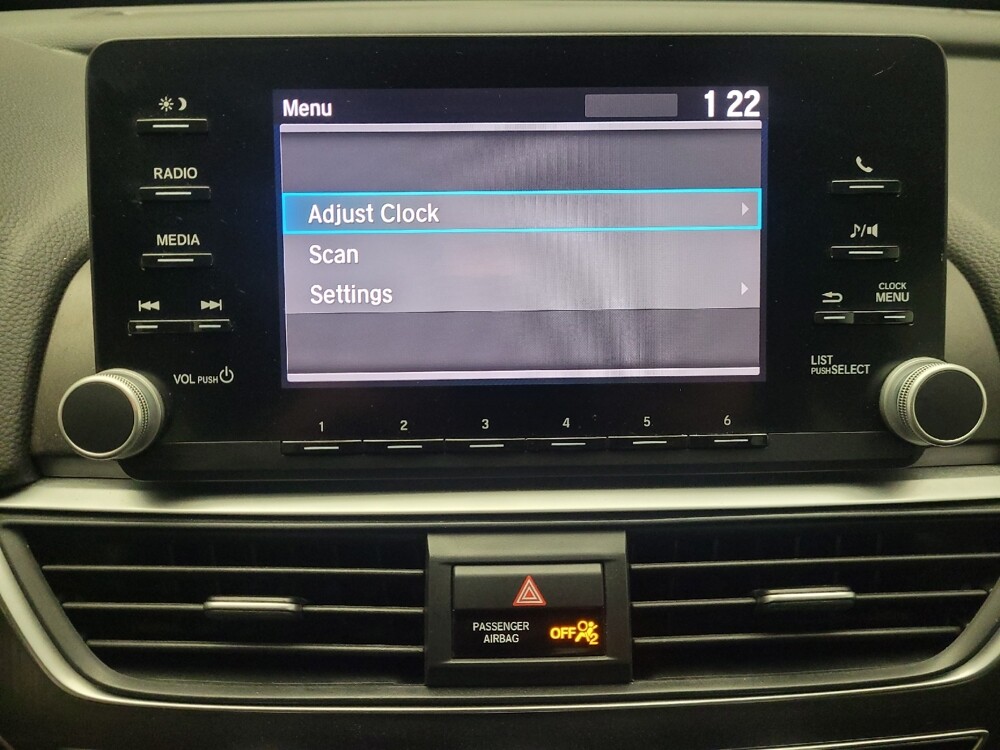 Menu
1 22
Adjust Clock
Scan
Settings
RADIO
MEDIA
VOL PUSH
CLOCK
MENU
LIST
PUSH SELECT
1 2 3 4 5 6
PASSENGER
AIRBAG
OFF
2